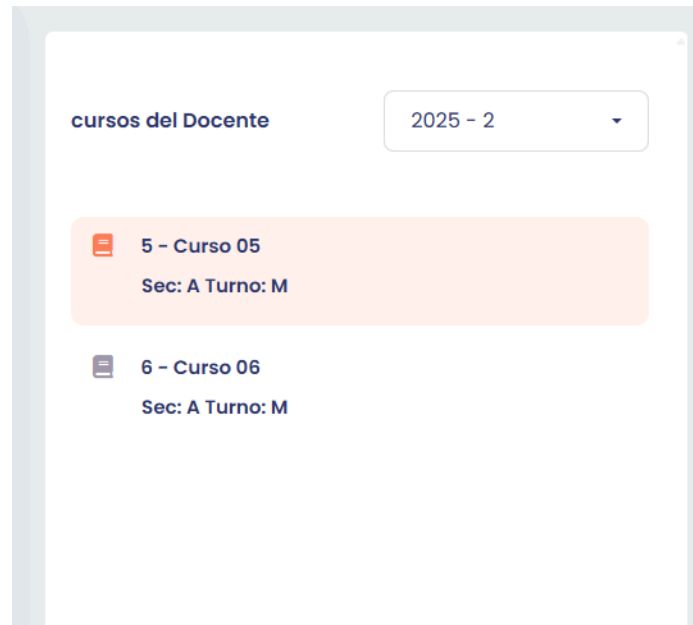 cursos del Docente
2025 - 2
5 - Curso 05
Sec: A Turno: M
6 - Curso 06
Sec: A Turno: M